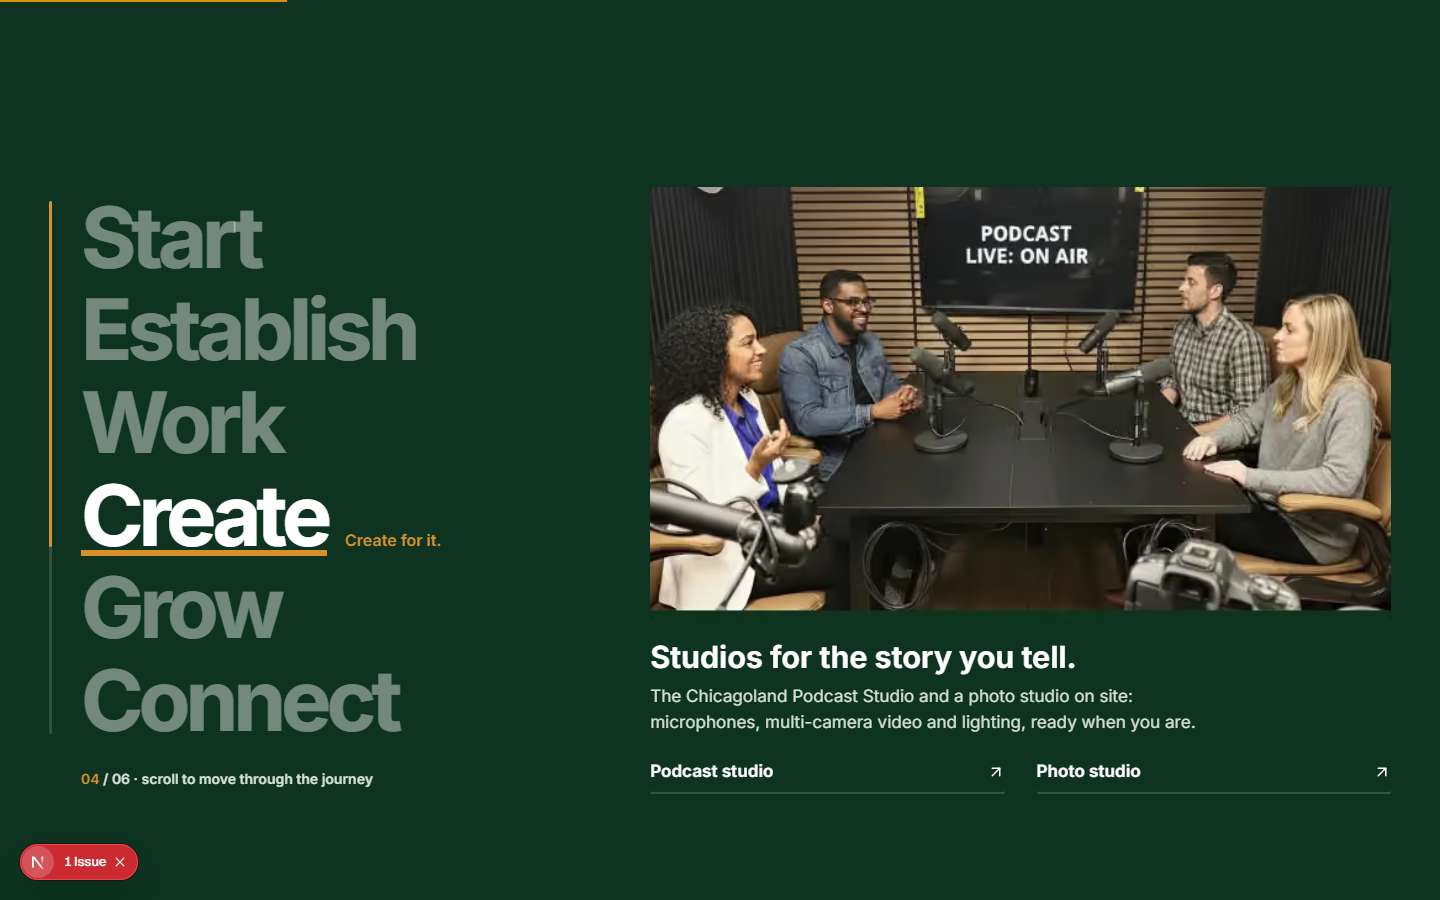 Start
Establish
Work
Create
Create for it.
Grow
Connect
04 / 06 · scroll to move through the journey
PODCAST
LIVE: ON AIR
Studios for the story you tell.
The Chicagoland Podcast Studio and a photo studio on site:
microphones, multi-camera video and lighting, ready when you are.
Podcast studio
Photo studio
N
1 Issue